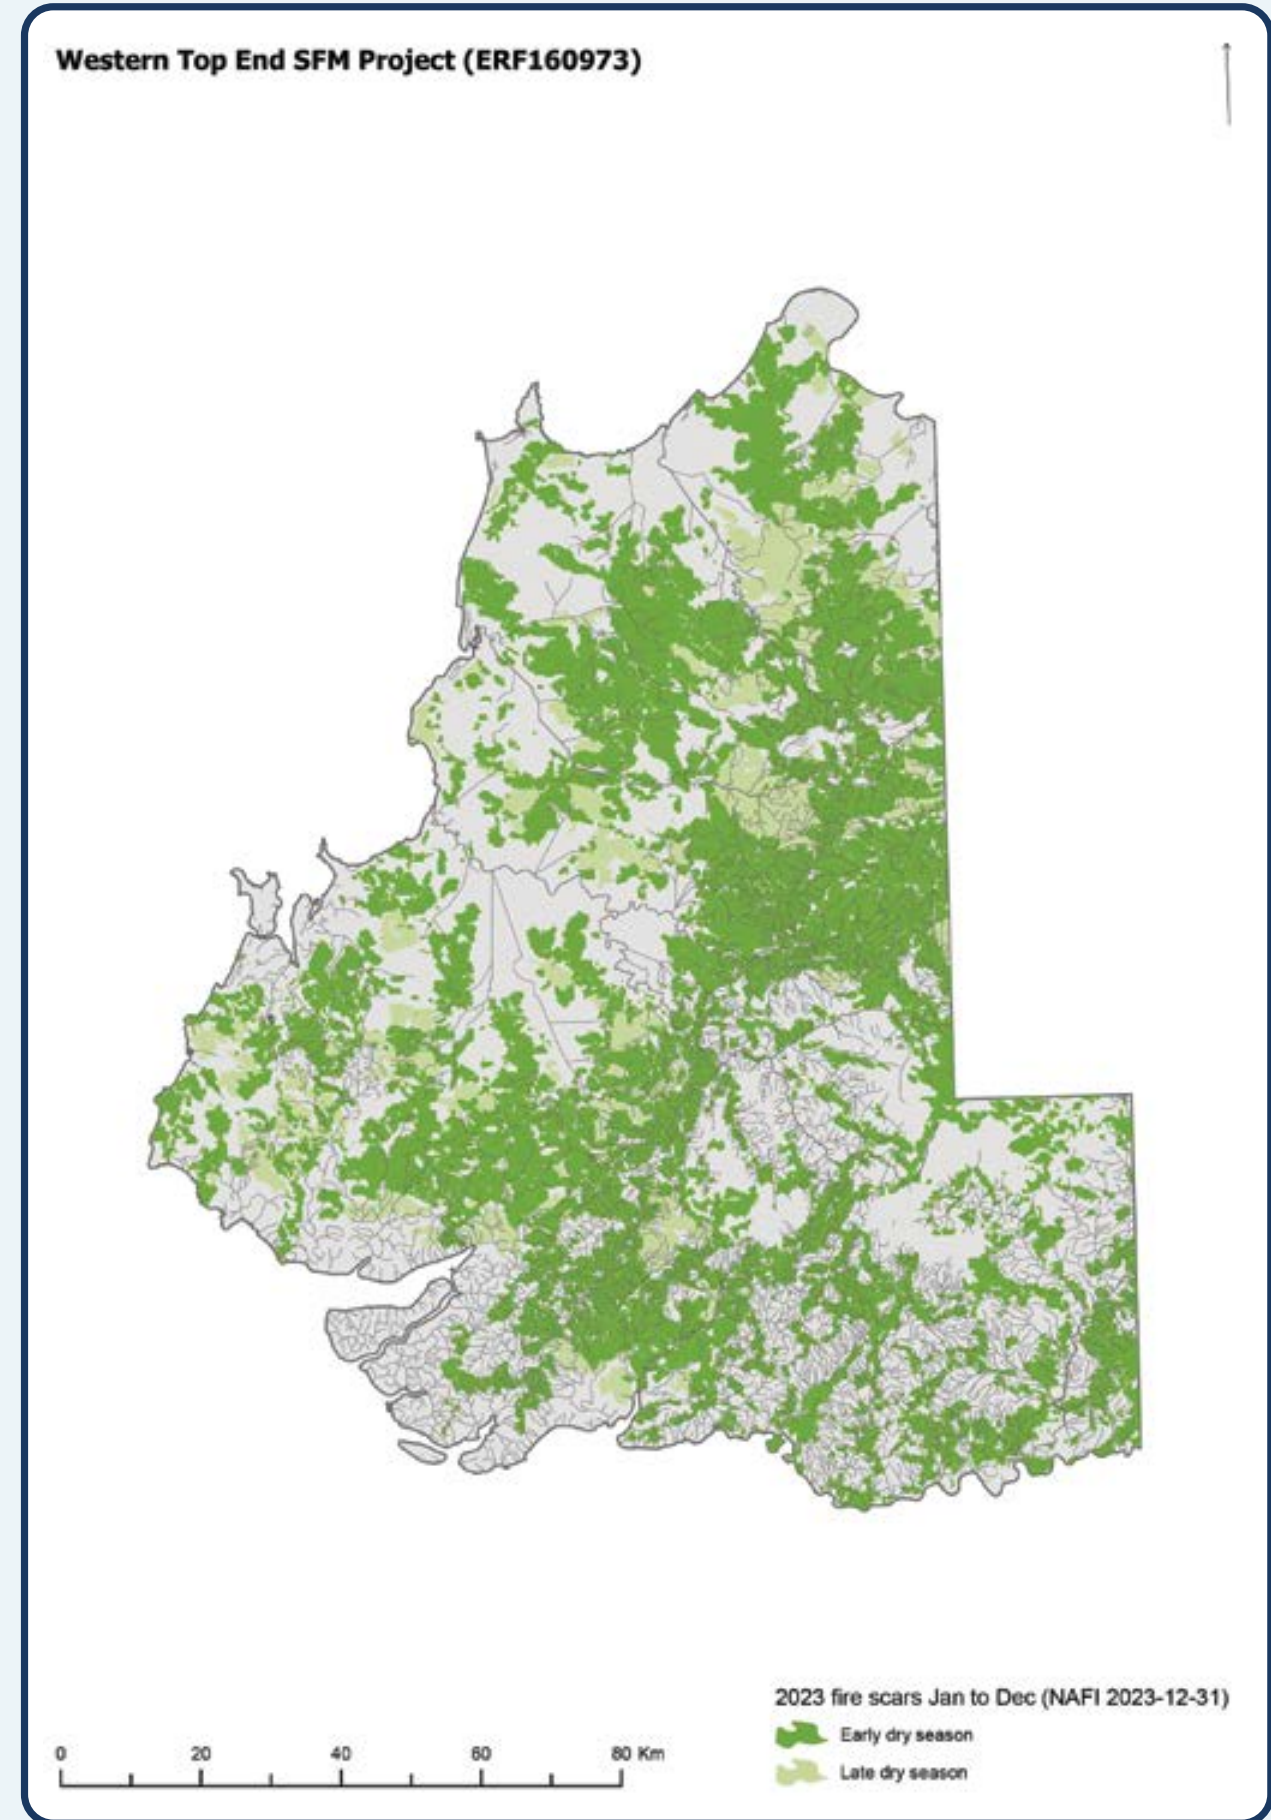 Western Top End SFM Project (ERF160973)
2023 fire scars Jan to Dec (NAFI 2023-12-31)
Early dry season
Late dry season
0 20 40 60 80 Km